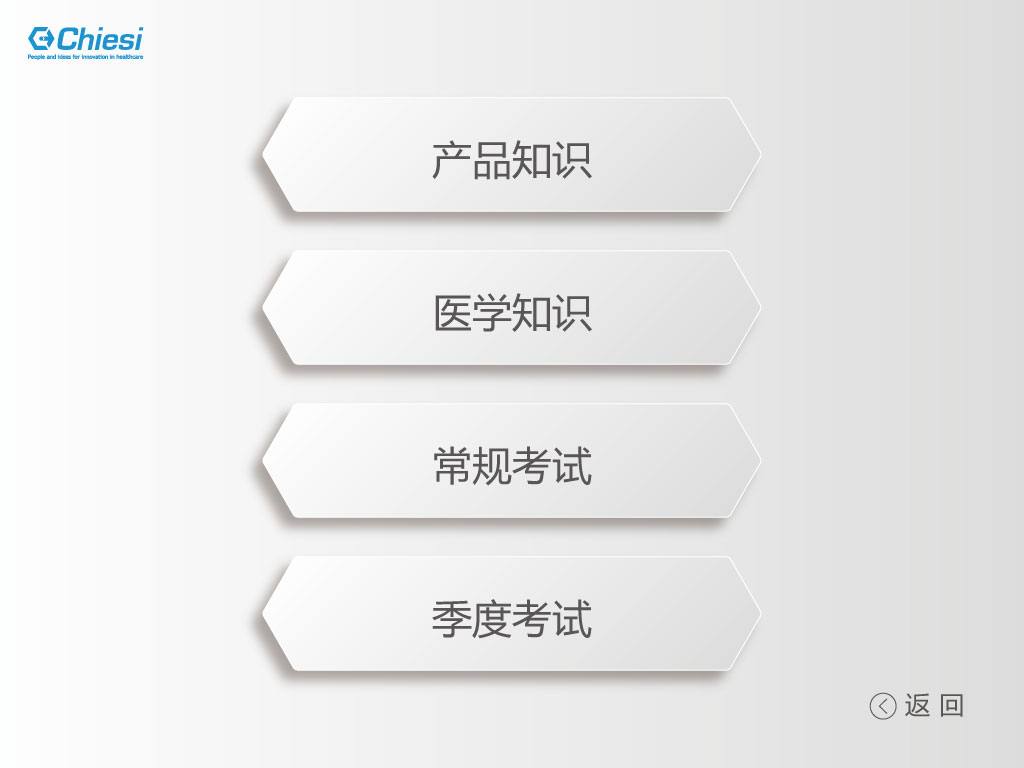 Chiesi
People and ideas for innovation in healthcare
产品知识
医学知识
常规考试
季度考试
返回